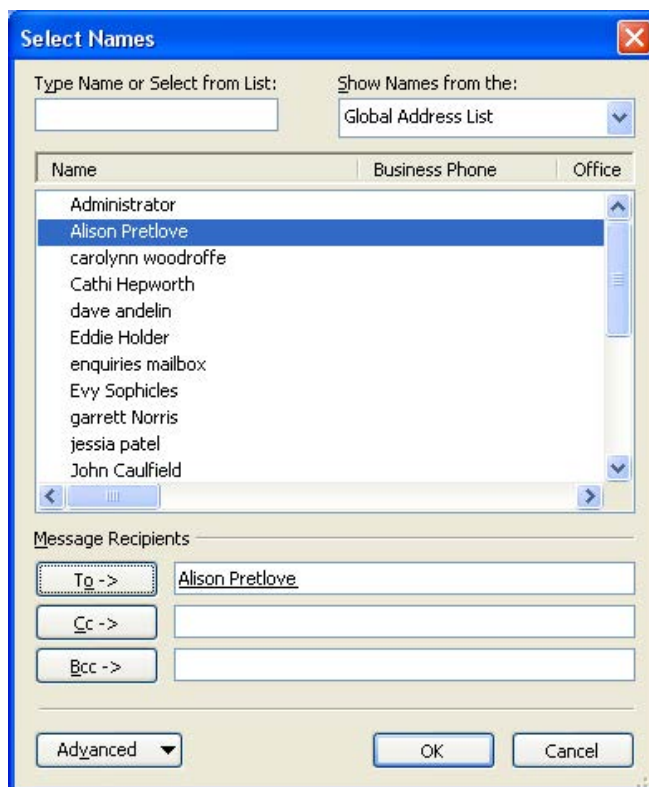 Select Names
Type Name or Select from List: Show Names from the:
Global Address List
Name Business Phone Office
Administrator
Alison Pretlove
carolynn woodroffe
Cathi Hepworth
dave andelin
Eddie Holder
enquiries mailbox
Evy Sophicles
garrett Norris
jessia patel
John Caulfield
Message Recipients
To -> Alison Pretlove
Cc ->
Bcc ->
Advanced OK Cancel